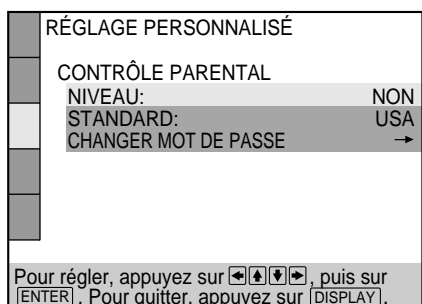 RÉGLAGE PERSONNALISÉ
CONTRÔLE PARENTAL
NIVEAU: NON
STANDARD: USA
CHANGER MOT DE PASSE →
Pour régler, appuyez sur ←↑↓→, puis sur
ENTER. Pour quitter, appuyez sur DISPLAY.